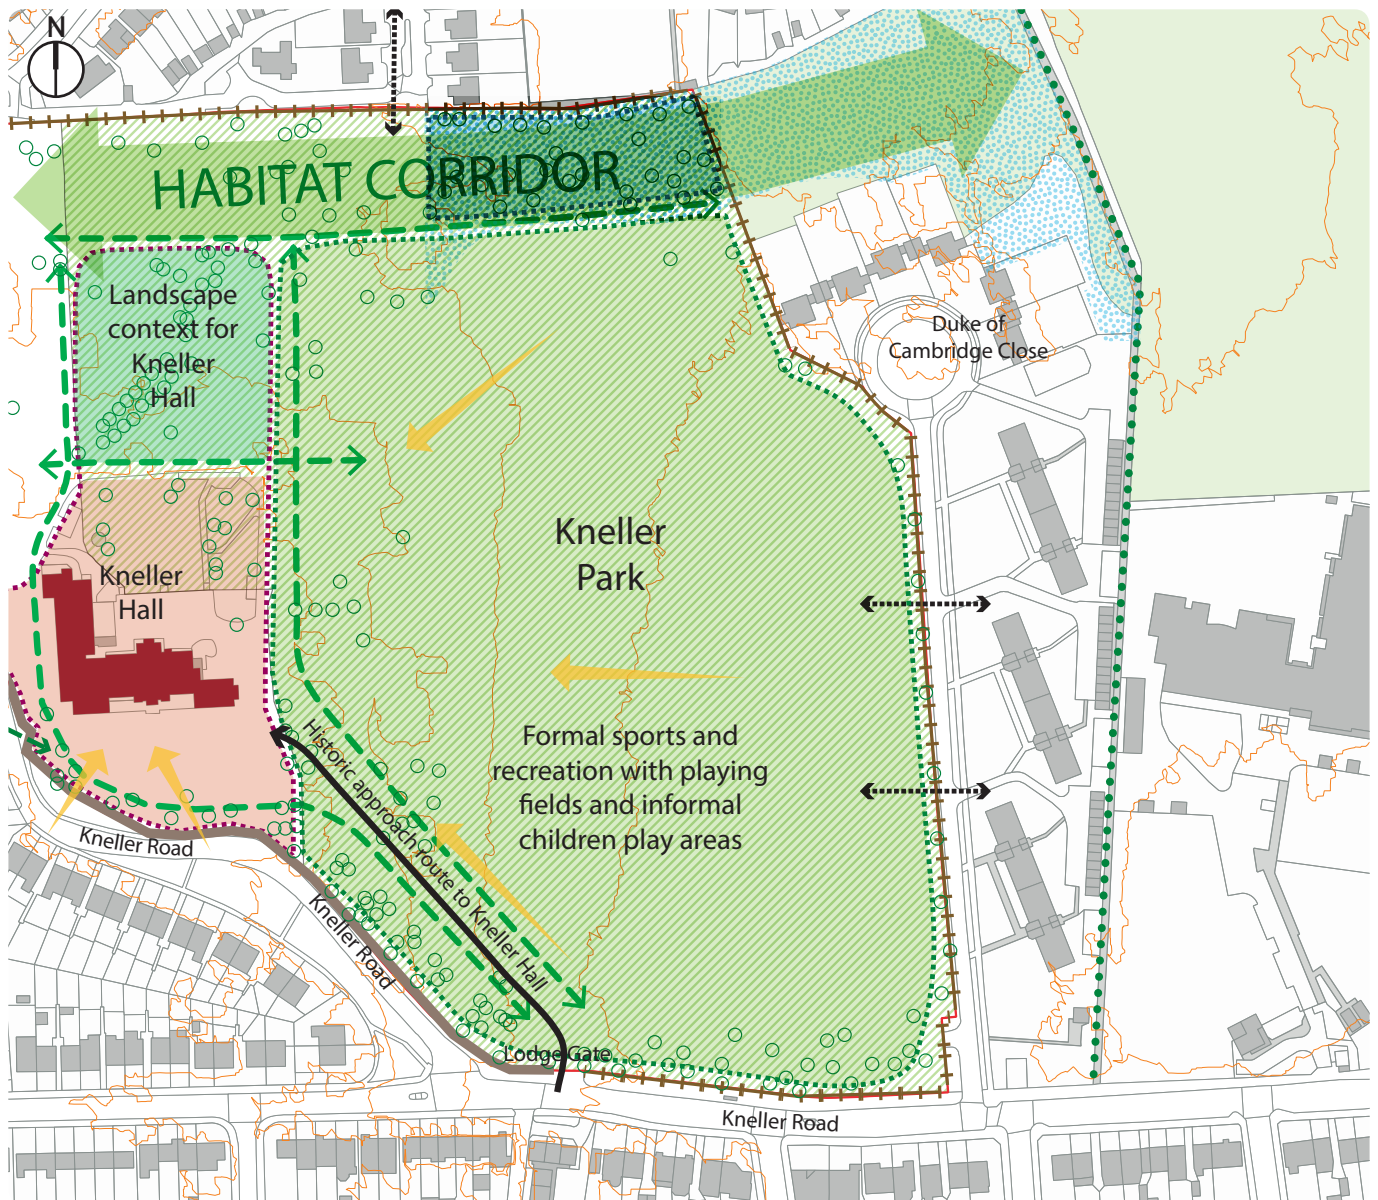 N
HABITAT CORRIDOR
Landscape
context for
Kneller
Hall
Duke of
Cambridge Close
Kneller
Park
Kneller
Hall
Formal sports and
recreation with playing
fields and informal
children play areas
Historic approach route to Kneller Hall
Kneller Road
Kneller Road
Lodge Gate
Kneller Road